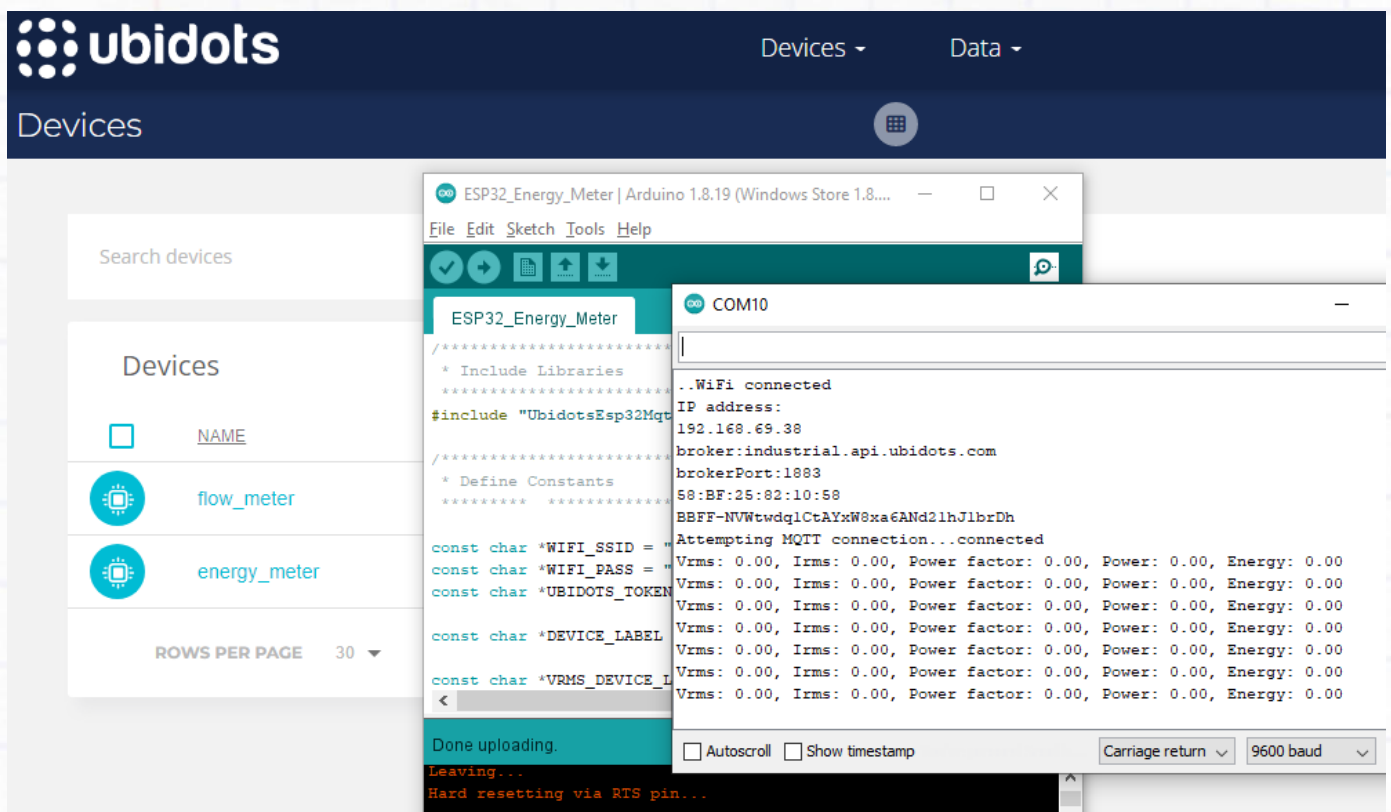 ubidots
Devices
Data
Devices
Search devices
Devices
NAME
flow_meter
energy_meter
ROWS PER PAGE 30
ESP32_Energy_Meter | Arduino 1.8.19 (Windows Store 1.8....
File Edit Sketch Tools Help
ESP32_Energy_Meter
/************************
* Include Libraries
************************
#include "UbidotsEsp32Mqt
/************************
* Define Constants
********* *************
const char *WIFI_SSID = "
const char *WIFI_PASS = "
const char *UBIDOTS_TOKEN
const char *DEVICE_LABEL
const char *VRMS_DEVICE_L
Done uploading.
Leaving...
Hard resetting via RTS pin...
COM10
..WiFi connected
IP address:
192.168.69.38
broker:industrial.api.ubidots.com
brokerPort:1883
58:BF:25:82:10:58
BBFF-NVWtwdq1CtAYxW8xa6ANd21hJ1brDh
Attempting MQTT connection...connected
Vrms: 0.00, Irms: 0.00, Power factor: 0.00, Power: 0.00, Energy: 0.00
Vrms: 0.00, Irms: 0.00, Power factor: 0.00, Power: 0.00, Energy: 0.00
Vrms: 0.00, Irms: 0.00, Power factor: 0.00, Power: 0.00, Energy: 0.00
Vrms: 0.00, Irms: 0.00, Power factor: 0.00, Power: 0.00, Energy: 0.00
Vrms: 0.00, Irms: 0.00, Power factor: 0.00, Power: 0.00, Energy: 0.00
Vrms: 0.00, Irms: 0.00, Power factor: 0.00, Power: 0.00, Energy: 0.00
Vrms: 0.00, Irms: 0.00, Power factor: 0.00, Power: 0.00, Energy: 0.00
Autoscroll Show timestamp Carriage return 9600 baud